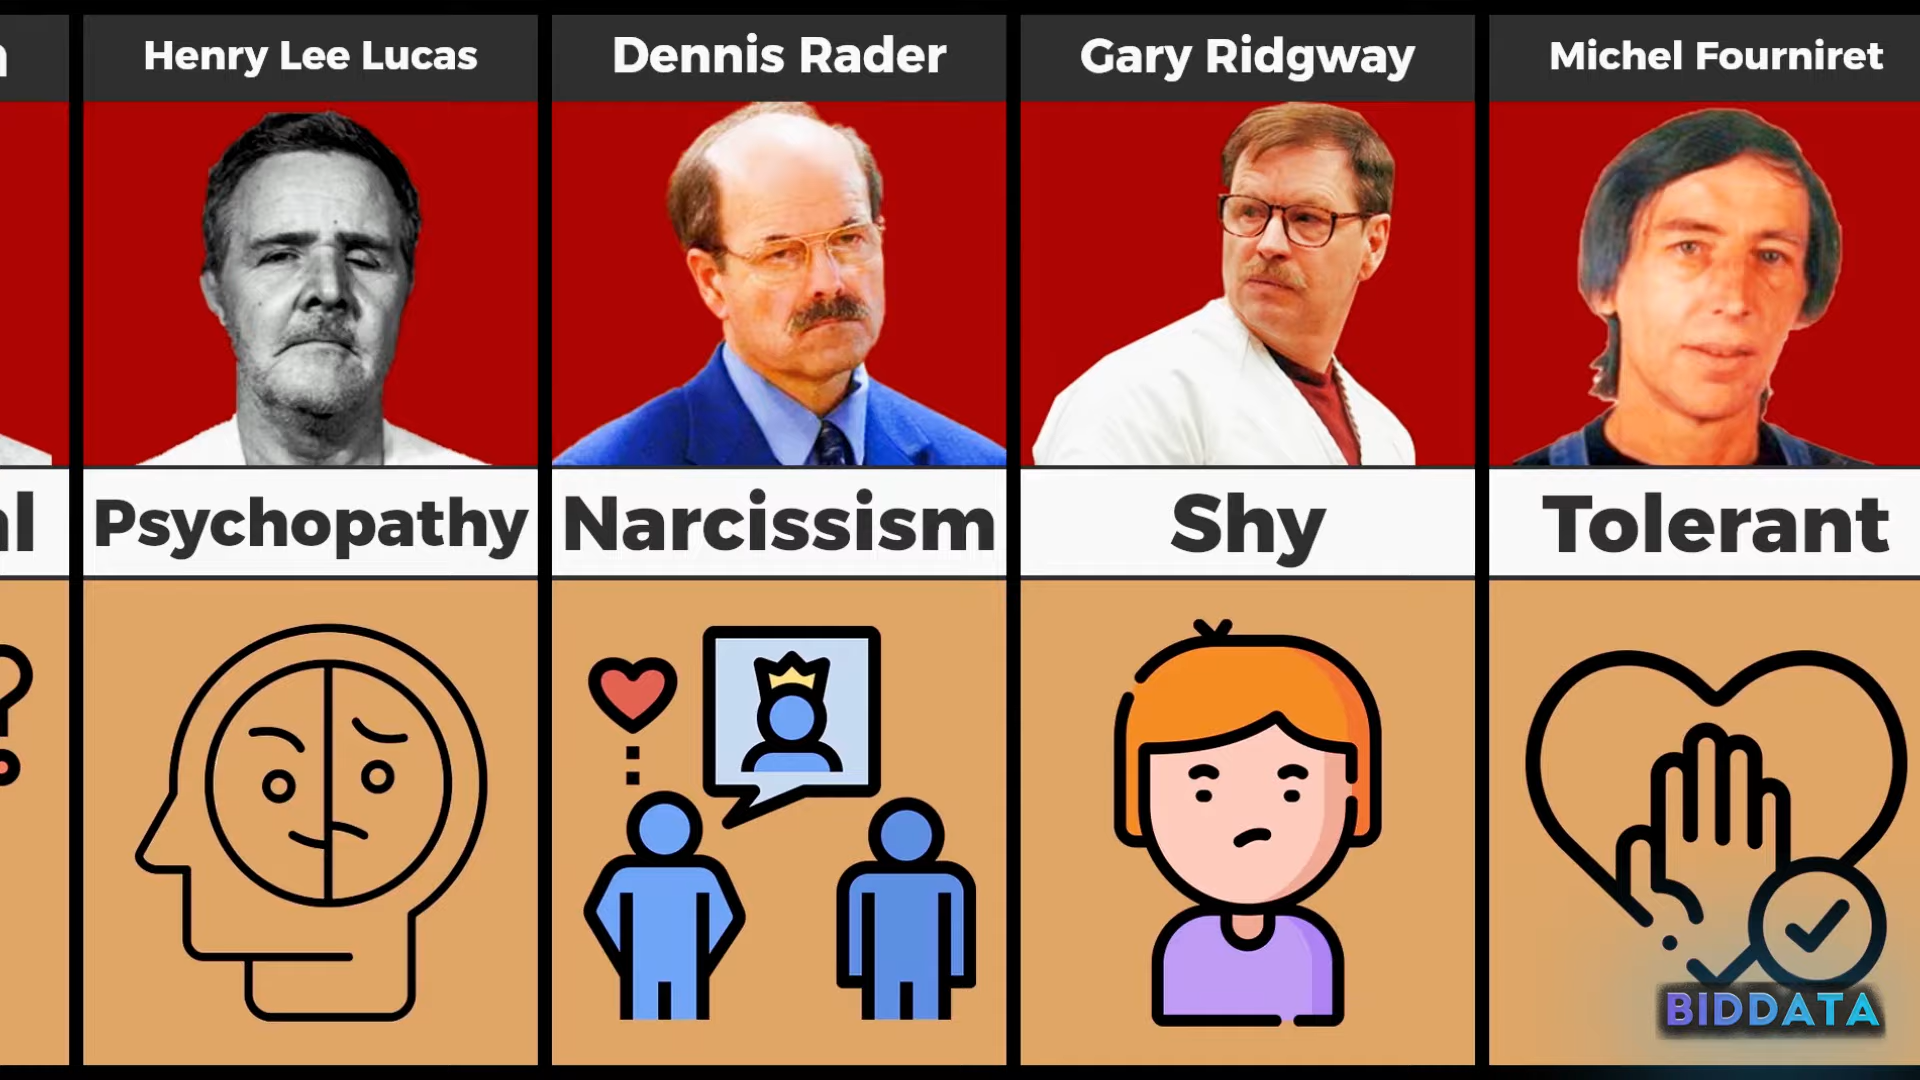 Henry Lee Lucas
Dennis Rader
Gary Ridgway
Michel Fourniret
Psychopathy
Narcissism
Shy
Tolerant
BIDDATA